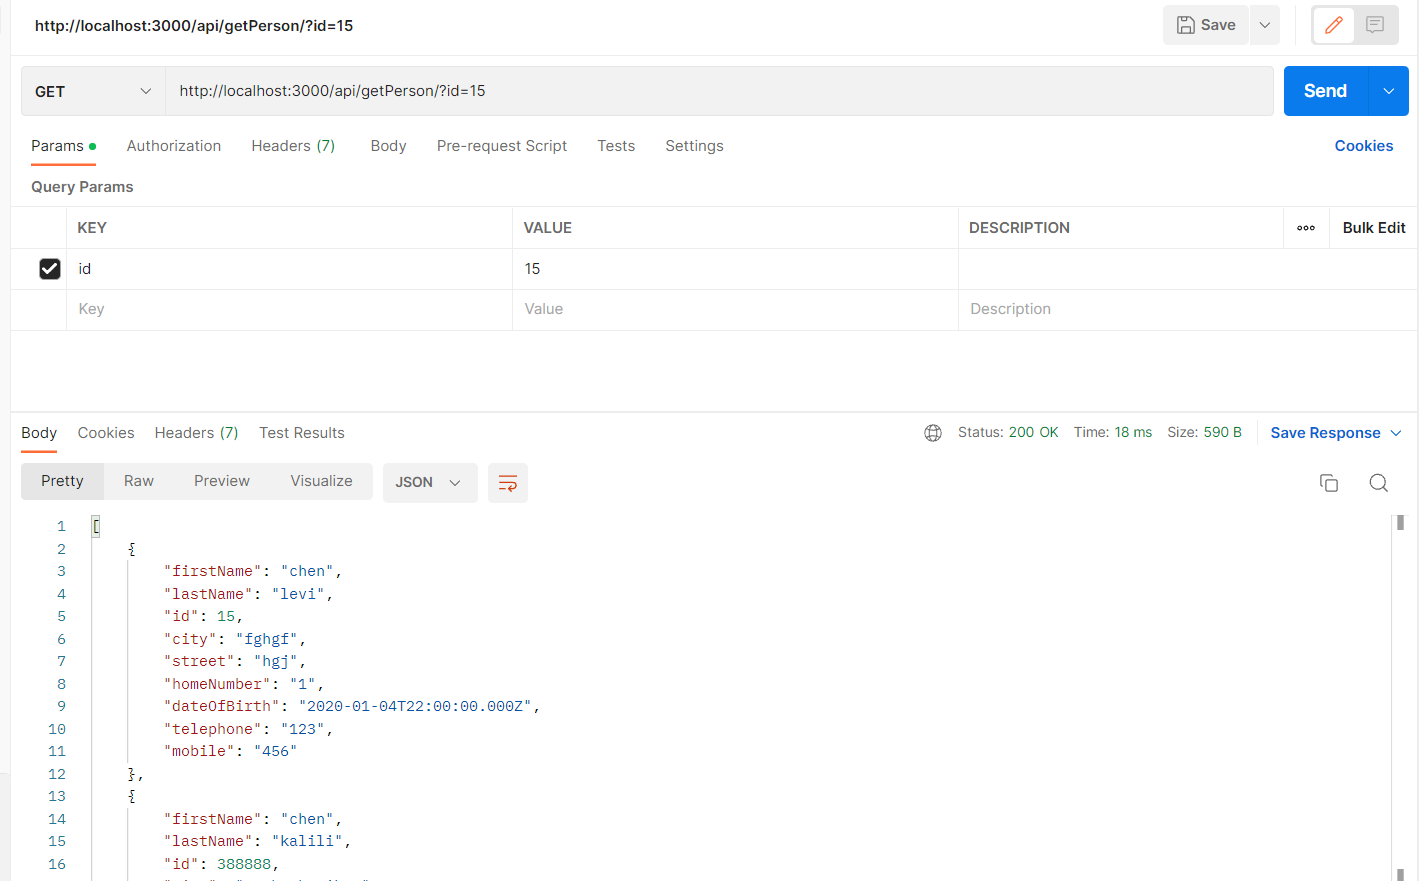 http://localhost:3000/api/getPerson/?id=15 Save
GET http://localhost:3000/api/getPerson/?id=15 Send
Params Authorization Headers (7) Body Pre-request Script Tests Settings Cookies
Query Params
KEY VALUE DESCRIPTION ooo Bulk Edit
id 15
Key Value Description
Body Cookies Headers (7) Test Results Status: 200 OK Time: 18 ms Size: 590 B Save Response
Pretty Raw Preview Visualize JSON
1 [
2 {
3 "firstName": "chen",
4 "lastName": "levi",
5 "id": 15,
6 "city": "fghgf",
7 "street": "hgj",
8 "homeNumber": "1",
9 "dateOfBirth": "2020-01-04T22:00:00.000Z",
10 "telephone": "123",
11 "mobile": "456"
12 },
13 {
14 "firstName": "chen",
15 "lastName": "kalili",
16 "id": 388888,